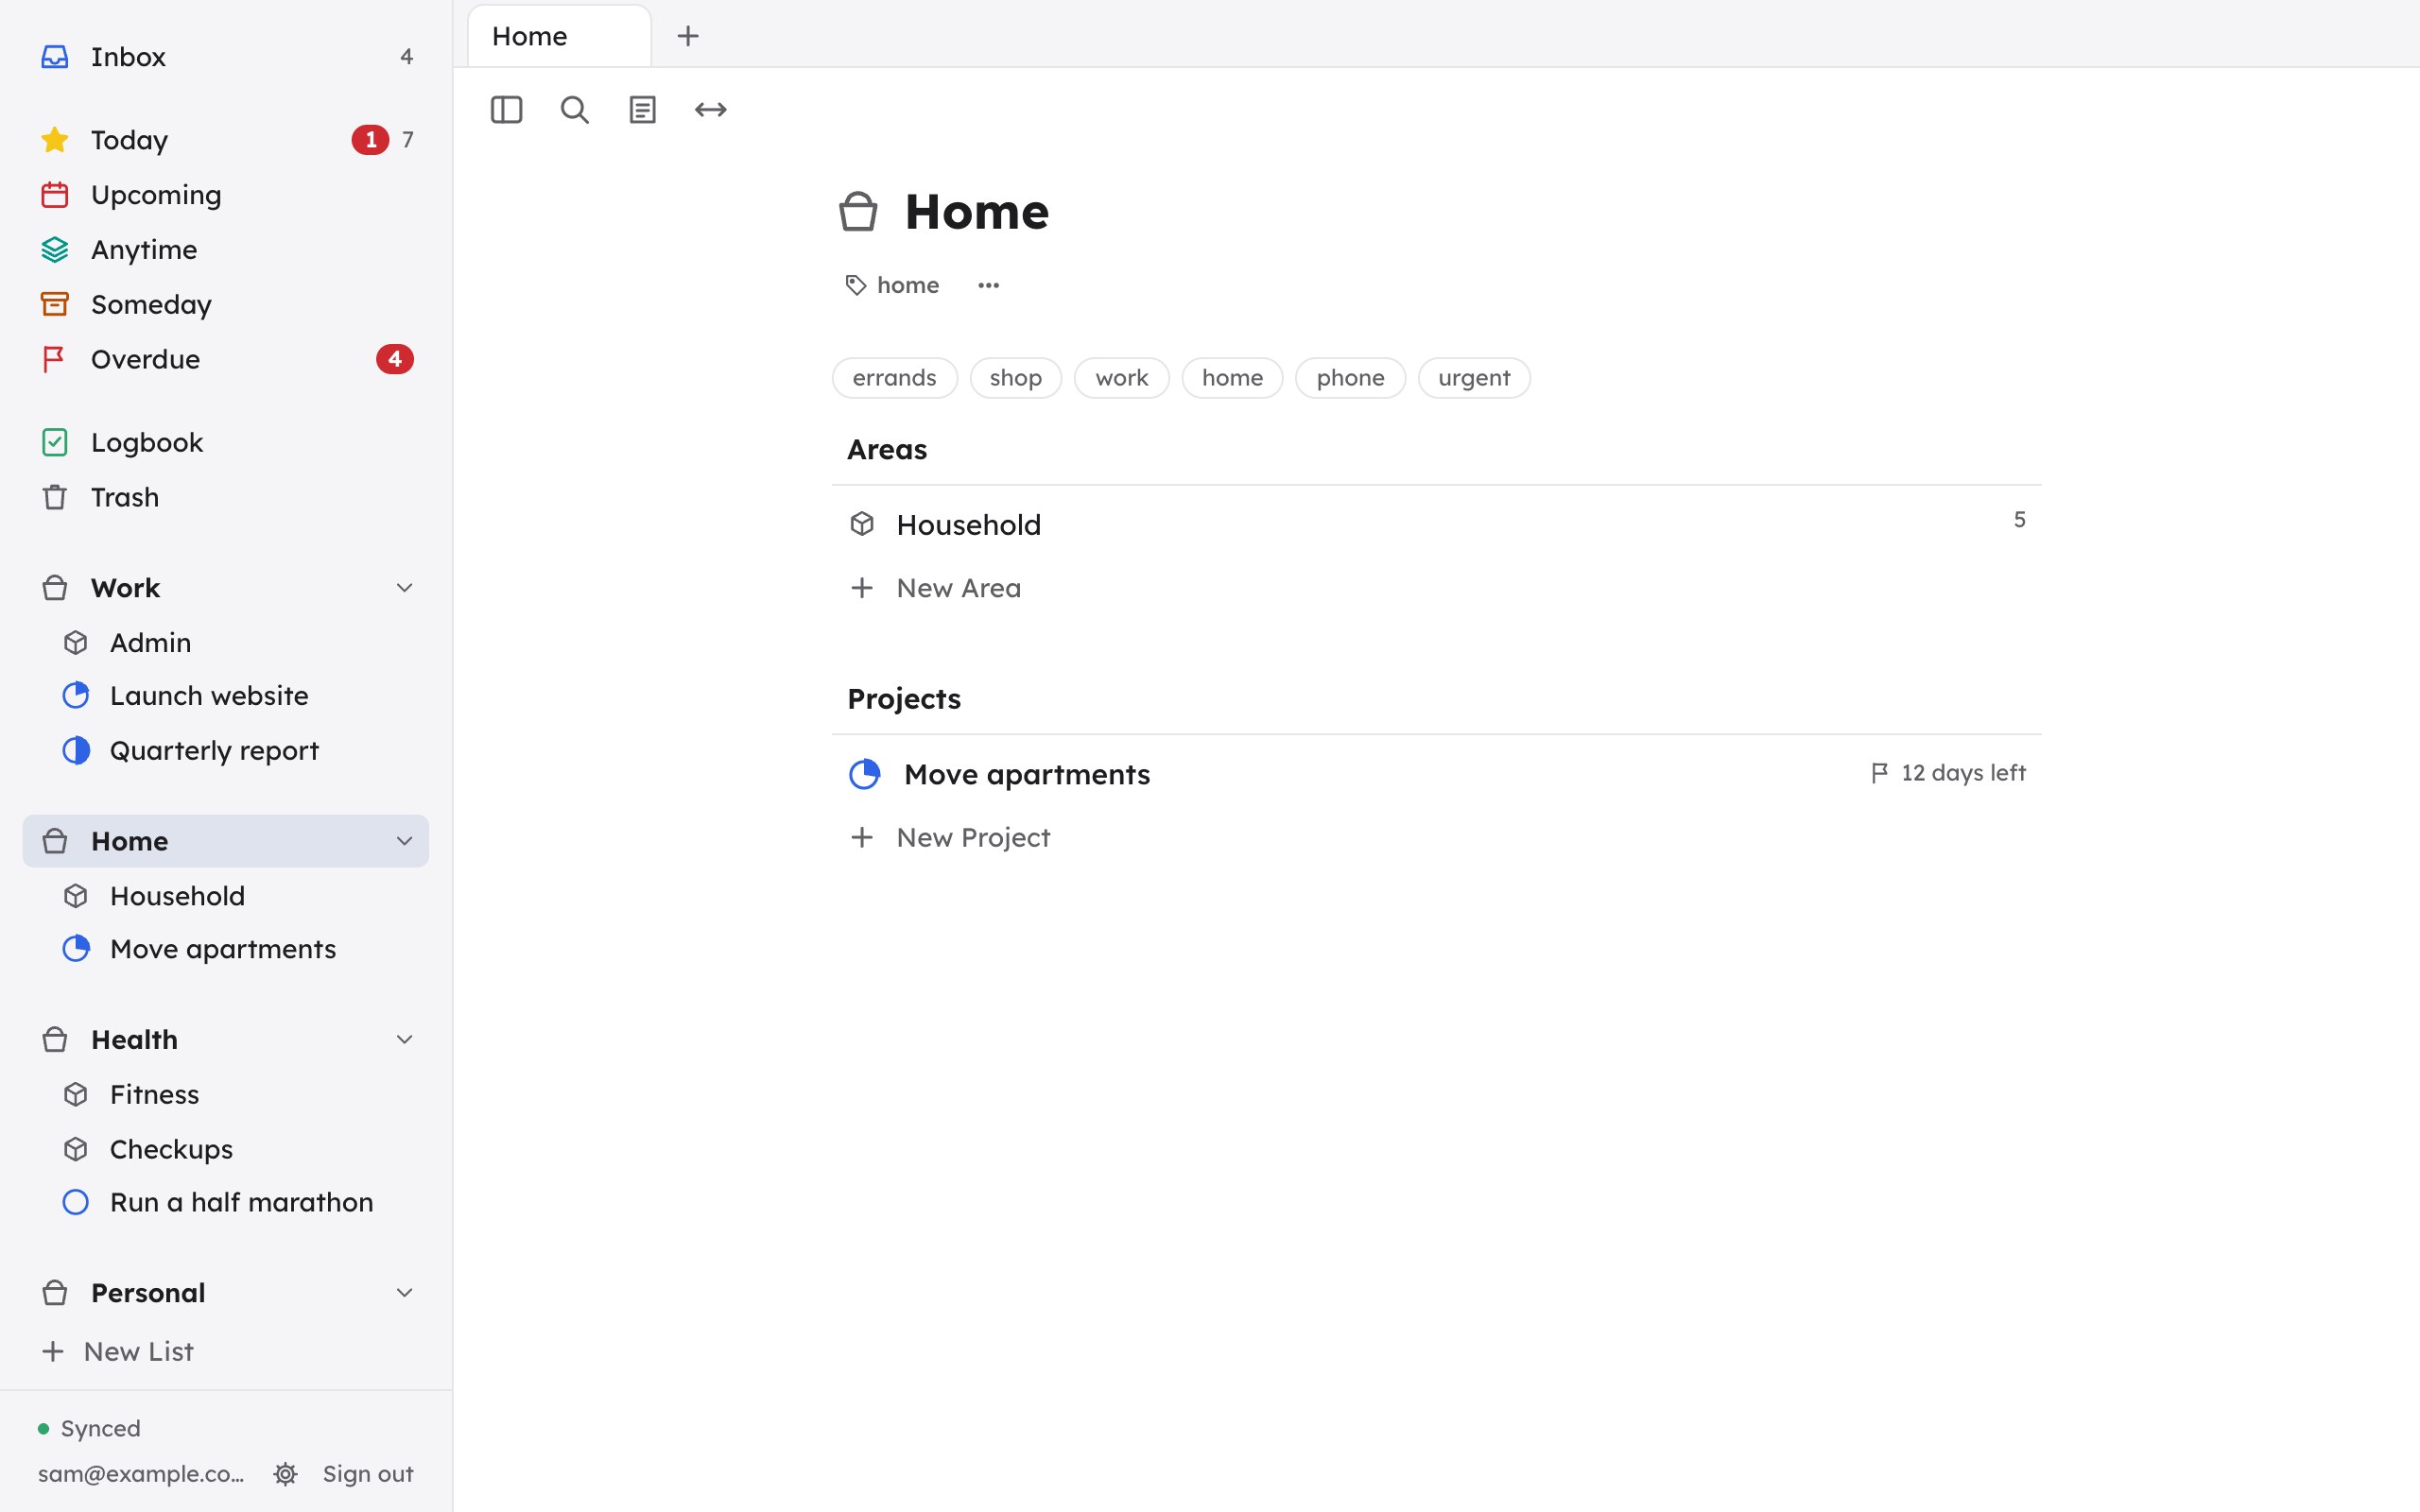 Inbox 4
Today 1 7
Upcoming
Anytime
Someday
Overdue 4
Logbook
Trash
Work
Admin
Launch website
Quarterly report
Home
Household
Move apartments
Health
Fitness
Checkups
Run a half marathon
Personal
New List
Synced
sam@example.co... Sign out
Home
Home
home
errands shop work home phone urgent
Areas
Household 5
New Area
Projects
Move apartments 12 days left
New Project